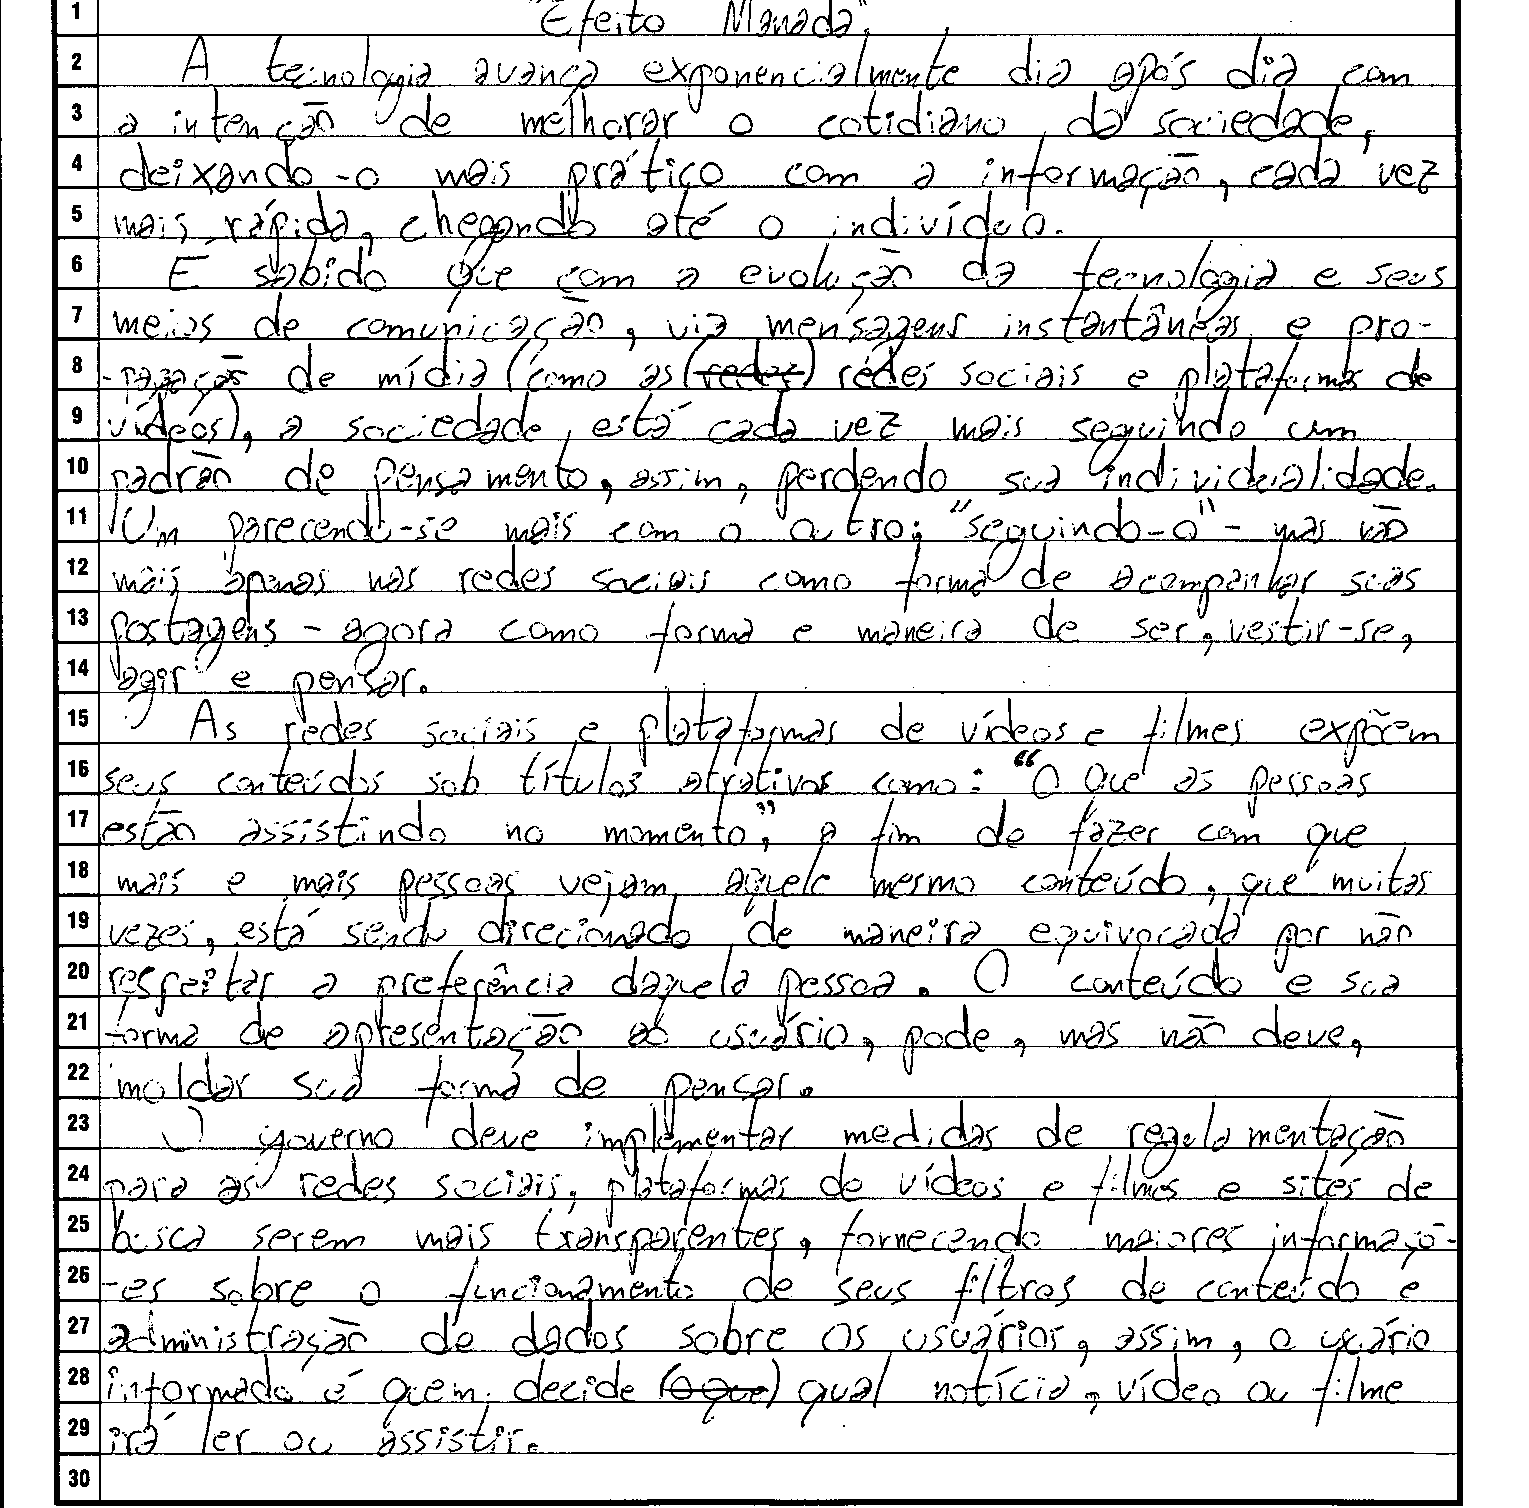 1 "Efeito Manada".
2 A tecnologia avança exponencialmente dia após dia com
3 a intenção de melhorar o cotidiano da sociedade,
4 deixando-o mais prático com a informação, cada vez
5 mais rápida, chegando até o indivídeo.
6 É sabido que com a evolução da tecnologia e seus
7 meios de comunicação, via mensagens instantâneas e pro-
8 -pagação de mídia (como as (redes) redes sociais e plataformas de
9 vídeos), a sociedade está cada vez mais seguindo um
10 padrão de pensamento, assim, perdendo sua individualidade.
11 Um parecendo-se mais com o outro; "seguindo-o" - mas não
12 mais apenas nas redes sociais como forma de acompanhar suas
13 postagens - agora como forma e maneira de ser, vestir-se,
14 agir e pensar.
15 As redes sociais e plataformas de vídeos e filmes expõem
16 seus conteúdos sob títulos atrativos como: "O que as pessoas
17 estão assistindo no momento", a fim de fazer com que
18 mais e mais pessoas vejam aquele mesmo conteúdo, que muitas
19 vezes, está sendo direcionado de maneira equivocada por não
20 respeitar a preferência daquela pessoa. O conteúdo e sua
21 forma de apresentação ao usuário, pode, mas não deve,
22 moldar sua forma de pensar.
23 O governo deve implementar medidas de regulamentação
24 para as redes sociais, plataformas de vídeos e filmes e sites de
25 busca serem mais transparentes, fornecendo maiores informaçõ-
26 -es sobre o funcionamento de seus filtros de conteúdo e
27 administração de dados sobre os usuários, assim, o usuário
28 informado é quem decide (o que) qual notícia, vídeo ou filme
29 irá ler ou assistir.
30